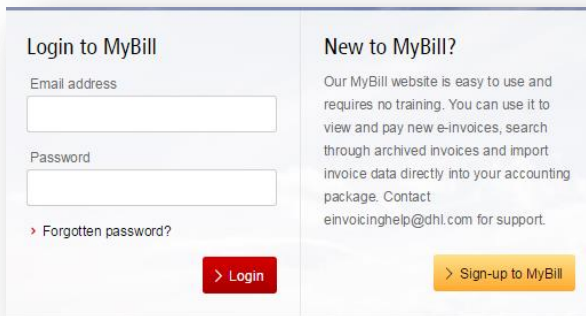 Login to MyBill
Email address
Password
> Forgotten password?
> Login
New to MyBill?
Our MyBill website is easy to use and
requires no training. You can use it to
view and pay new e-invoices, search
through archived invoices and import
invoice data directly into your accounting
package. Contact
einvoicinghelp@dhl.com for support.
> Sign-up to MyBill